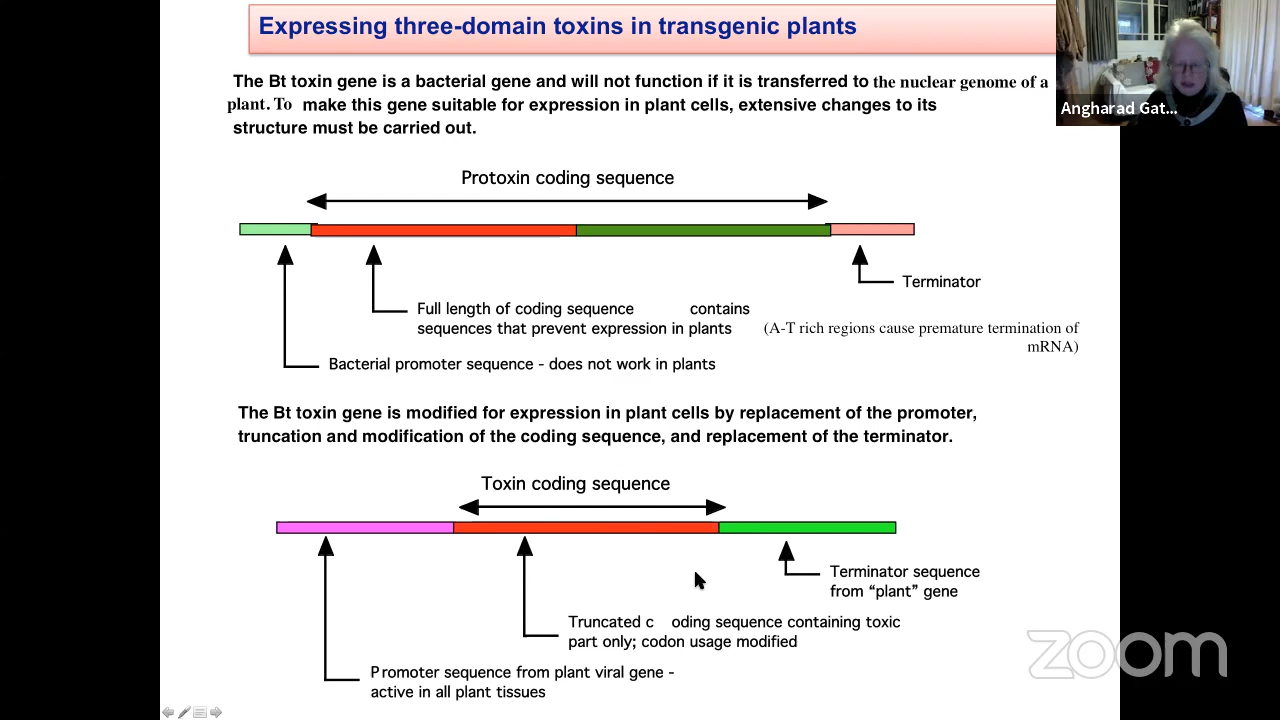 Expressing three-domain toxins in transgenic plants
Angharad Gat...
The Bt toxin gene is a bacterial gene and will not function if it is transferred to the nuclear genome of a
plant. To make this gene suitable for expression in plant cells, extensive changes to its
structure must be carried out.
Protoxin coding sequence
Terminator
Full length of coding sequence contains
sequences that prevent expression in plants (A-T rich regions cause premature termination of
mRNA)
Bacterial promoter sequence - does not work in plants
The Bt toxin gene is modified for expression in plant cells by replacement of the promoter,
truncation and modification of the coding sequence, and replacement of the terminator.
Toxin coding sequence
Terminator sequence
from “plant” gene
Truncated c oding sequence containing toxic
part only; codon usage modified
Promoter sequence from plant viral gene -
active in all plant tissues
zoom